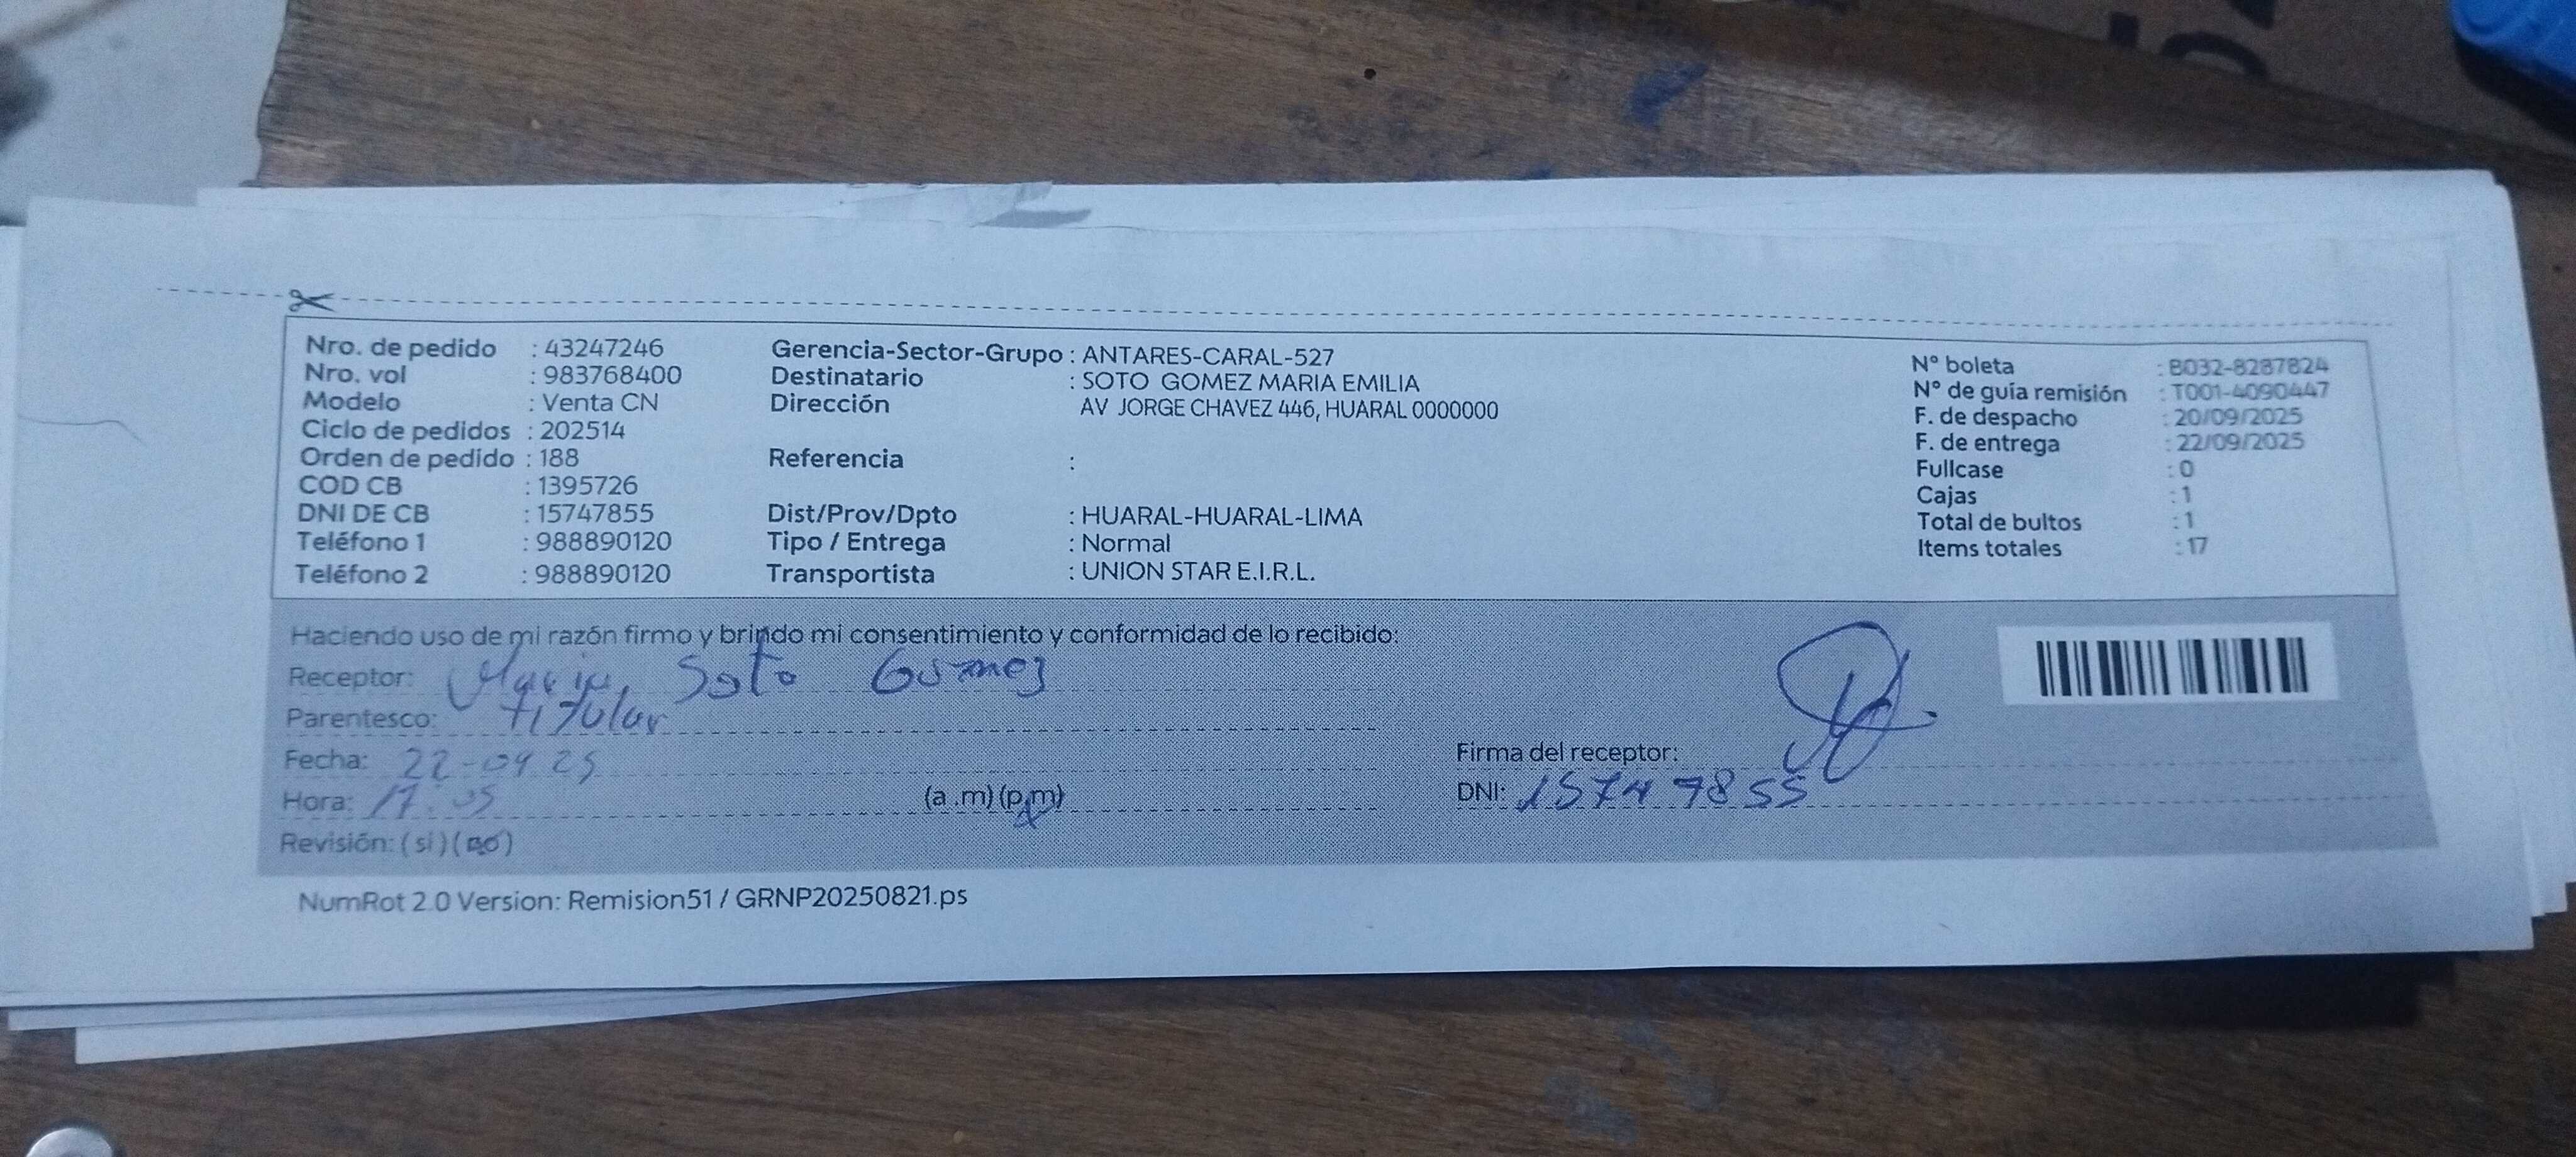 Nro. de pedido : 43247246
Nro. vol : 983768400
Modelo : Venta CN
Ciclo de pedidos : 202514
Orden de pedido : 188
COD CB : 1395726
DNI DE CB : 15747855
Teléfono 1 : 988890120
Teléfono 2 : 988890120
Gerencia-Sector-Grupo : ANTARES-CARAL-527
Destinatario : SOTO GOMEZ MARIA EMILIA
Dirección AV JORGE CHAVEZ 446, HUARAL 0000000
Referencia :
Dist/Prov/Dpto : HUARAL-HUARAL-LIMA
Tipo / Entrega : Normal
Transportista : UNION STAR E.I.R.L.
N° boleta : B032-8287824
N° de guía remisión : T001-4090447
F. de despacho : 20/09/2025
F. de entrega : 22/09/2025
Fullcase : 0
Cajas : 1
Total de bultos : 1
Items totales : 17
Haciendo uso de mi razón firmo y brindo mi consentimiento y conformidad de lo recibido:
Receptor: Maria Soto Gomez
Parentesco: titular
Fecha: 22-09 25
Hora: 17:05 (a .m) (p.m)
Revisión: (si) (no)
Firma del receptor:
DNI: 15747855
NumRot 2.0 Version: Remision51 / GRNP20250821.ps